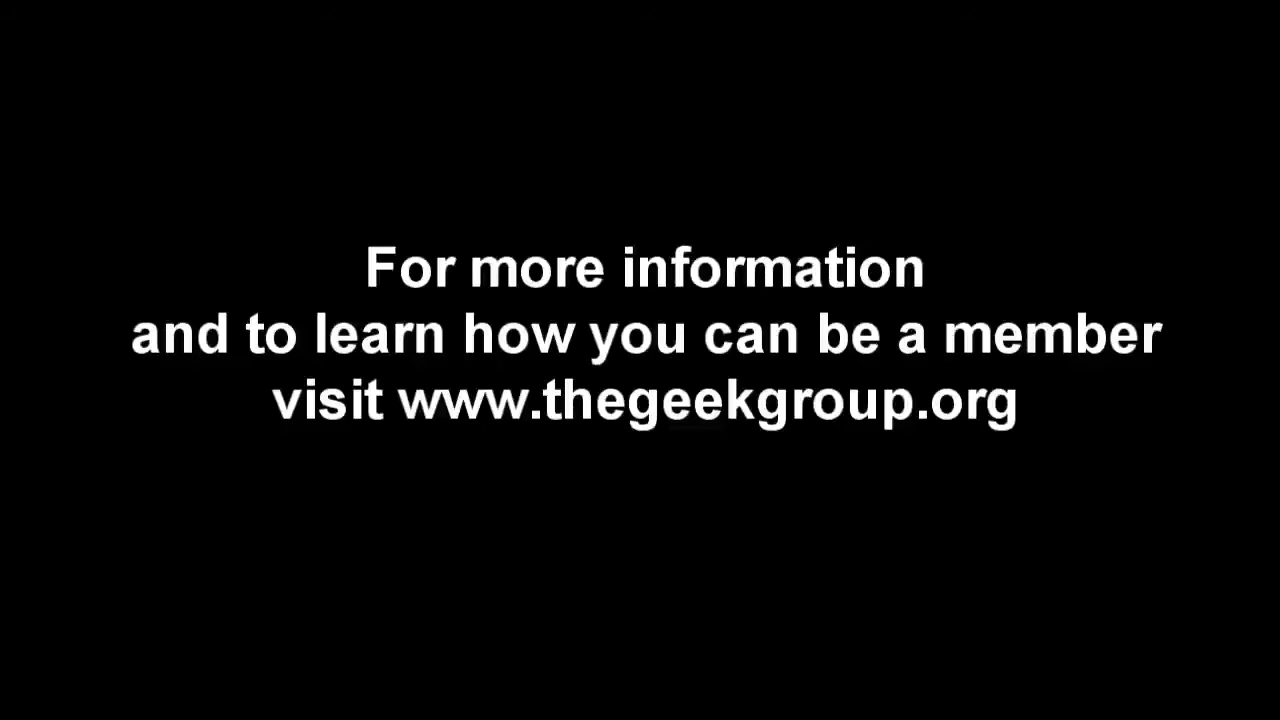 For more information
and to learn how you can be a member
visit www.thegeekgroup.org